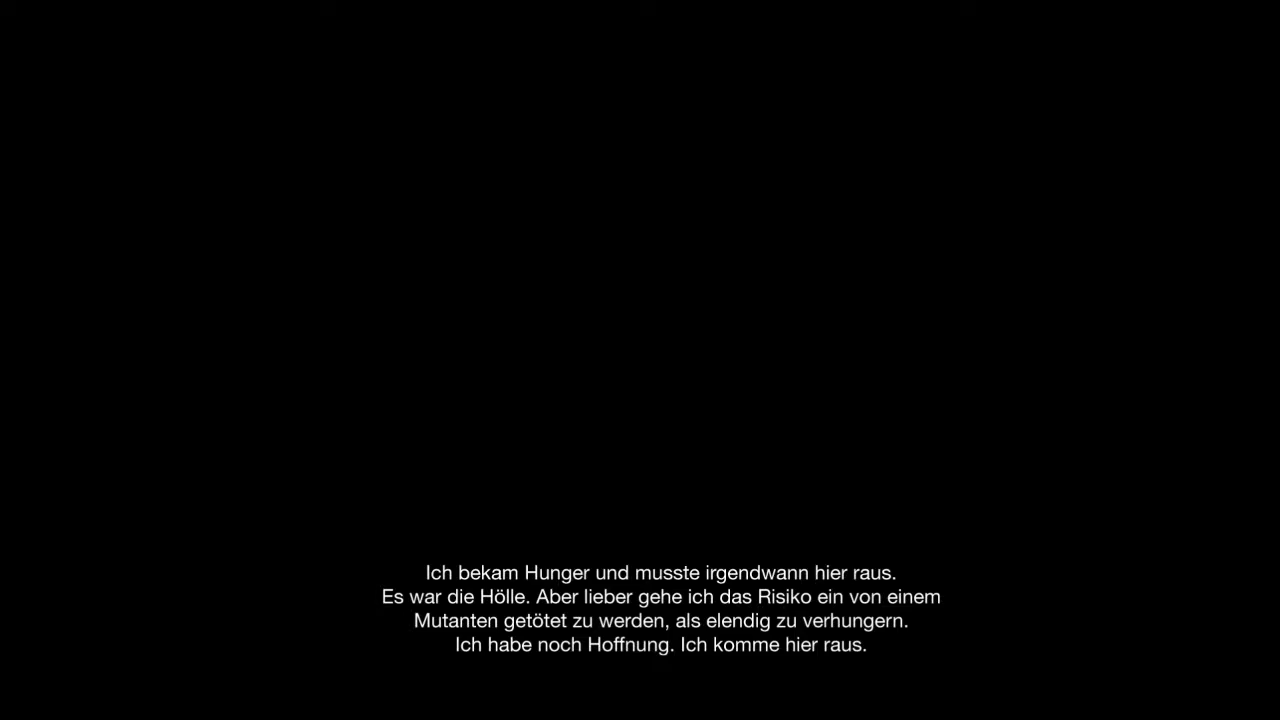 Ich bekam Hunger und musste irgendwann hier raus.
Es war die Hölle. Aber lieber gehe ich das Risiko ein von einem
Mutanten getötet zu werden, als elendig zu verhungern.
Ich habe noch Hoffnung. Ich komme hier raus.